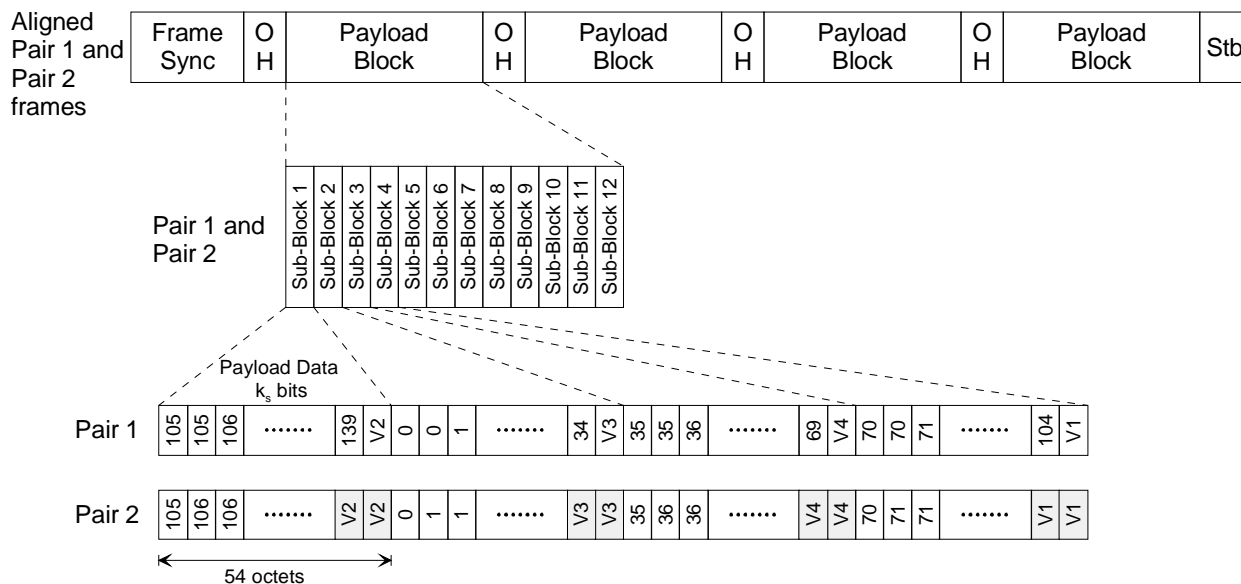 Aligned
Pair 1 and
Pair 2
frames
Frame
Sync
O
H
Payload
Block
O
H
Payload
Block
O
H
Payload
Block
O
H
Payload
Block
Stb
Pair 1 and
Pair 2
Sub-Block 1
Sub-Block 2
Sub-Block 3
Sub-Block 4
Sub-Block 5
Sub-Block 6
Sub-Block 7
Sub-Block 8
Sub-Block 9
Sub-Block 10
Sub-Block 11
Sub-Block 12
Payload Data
ks bits
Pair 1 105 105 106 ....... 139 V2 0 0 1 ....... 34 V3 35 35 36 ....... 69 V4 70 70 71 ....... 104 V1
Pair 2 105 106 106 ....... V2 V2 0 1 1 ....... V3 V3 35 36 36 ....... V4 V4 70 71 71 ....... V1 V1
54 octets